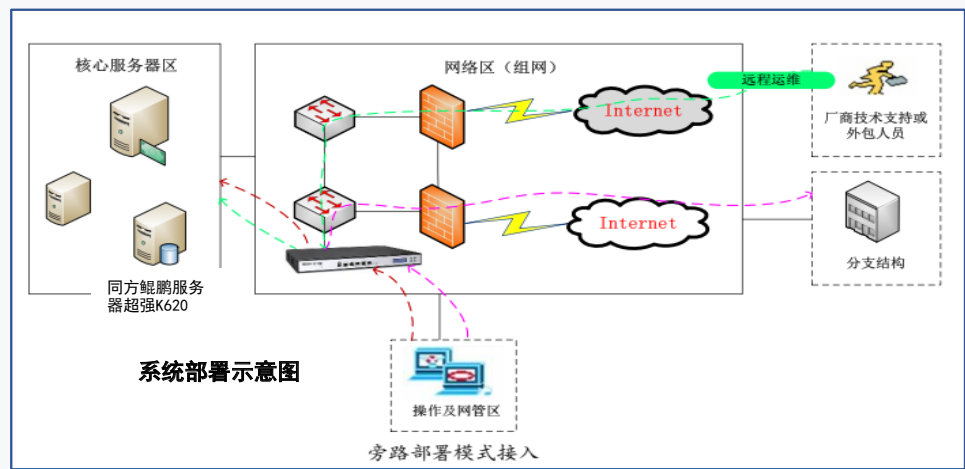 核心服务器区
网络区（组网）
远程运维
Internet
厂商技术支持或
外包人员
Internet
分支结构
同方鲲鹏服务
器超强K620
系统部署示意图
操作及网管区
旁路部署模式接入